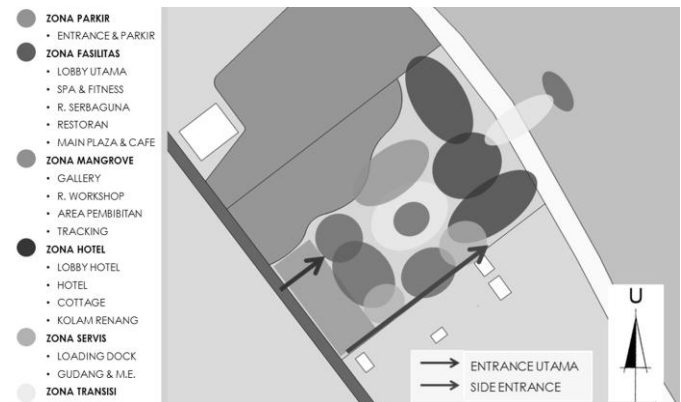 ZONA PARKIR
• ENTRANCE & PARKIR
ZONA FASILITAS
• LOBBY UTAMA
• SPA & FITNESS
• R. SERBAGUNA
• RESTORAN
• MAIN PLAZA & CAFE
ZONA MANGROVE
• GALLERY
• R. WORKSHOP
• AREA PEMBIBITAN
• TRACKING
ZONA HOTEL
• LOBBY HOTEL
• HOTEL
• COTTAGE
• KOLAM RENANG
ZONA SERVIS
• LOADING DOCK
• GUDANG & M.E.
ZONA TRANSISI
ENTRANCE UTAMA
SIDE ENTRANCE
U